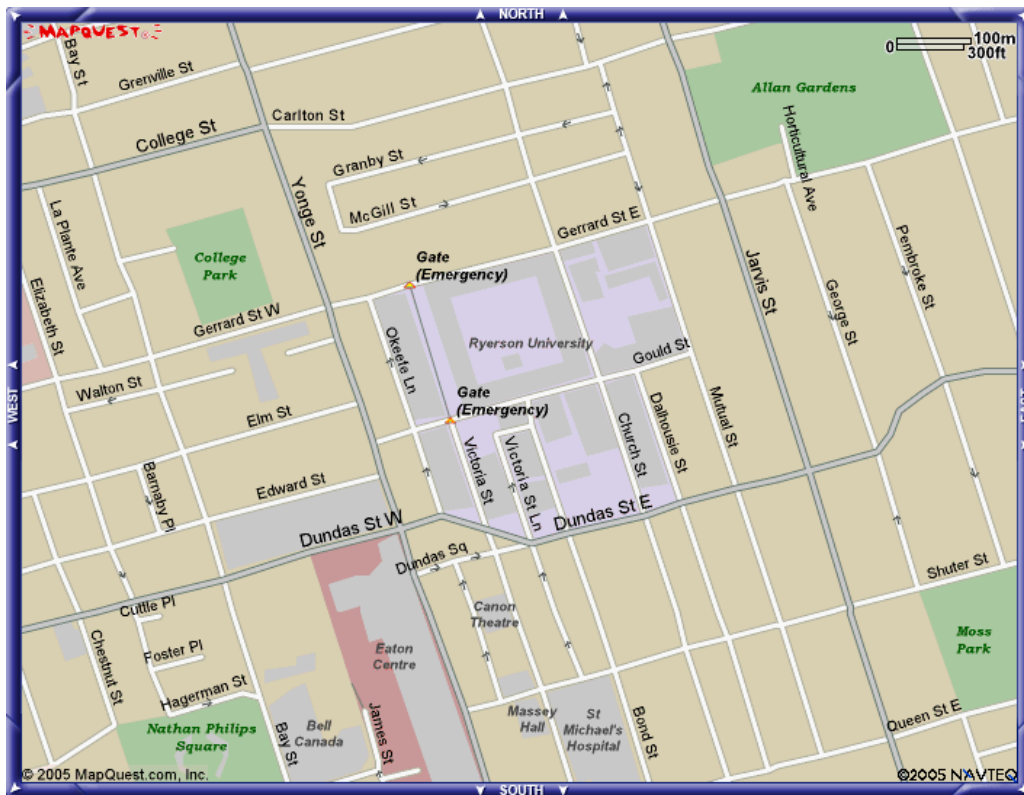 NORTH
MAPQUEST
100m
0
300ft
Bay St
Grenville St
Allan Gardens
Carlton St
College St
Horticultural Ave
Granby St
Yonge St
McGill St
La Plante Ave
Gerrard St E
College
Park
Gate
(Emergency)
Pembroke St
Jarvis St
Elizabeth St
George St
Gerrard St W
Okeefe Ln
Ryerson University
Gould St
WEST
Walton St
Gate
(Emergency)
Elm St
Mutual St
Dalhousie St
Church St
Victoria St
Victoria St Ln
Barnaby Pl
Edward St
Dundas St W
Dundas St E
Dundas Sq
Shuter St
Cuttle Pl
Canon
Theatre
Chestnut St
Foster Pl
Eaton
Centre
Moss
Park
Hagerman St
Nathan Philips
Square
Bay St
Bell
Canada
James St
Massey
Hall
St
Michael's
Hospital
Bond St
Queen St E
© 2005 MapQuest.com, Inc.
©2005 NAVTEQ
SOUTH